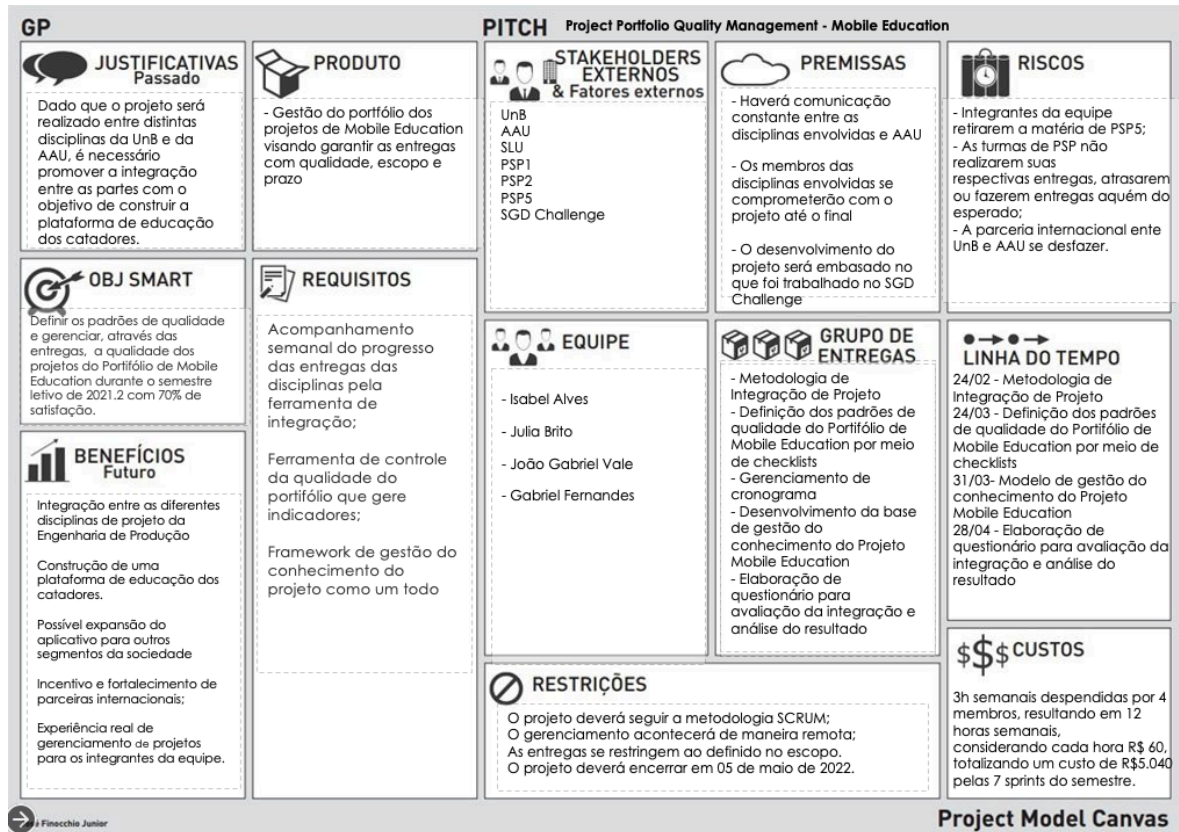 GP
PITCH Project Portfolio Quality Management - Mobile Education
JUSTIFICATIVAS
Passado
Dado que o projeto será
realizado entre distintas
disciplinas da UnB e da
AAU, é necessário
promover a integração
entre as partes com o
objetivo de construir a
plataforma de educação
dos catadores.
PRODUTO
- Gestão do portfólio dos
projetos de Mobile Education
visando garantir as entregas
com qualidade, escopo e
prazo
STAKEHOLDERS
EXTERNOS
& Fatores externos
UnB
AAU
SLU
PSP1
PSP2
PSP5
SGD Challenge
PREMISSAS
- Haverá comunicação
constante entre as
disciplinas envolvidas e AAU
- Os membros das
disciplinas envolvidas se
comprometerão com o
projeto até o final
- O desenvolvimento do
projeto será embasado no
que foi trabalhado no SGD
Challenge
RISCOS
- Integrantes da equipe
retirarem a matéria de PSP5;
- As turmas de PSP não
realizarem suas
respectivas entregas, atrasarem
ou fazerem entregas aquém do
esperado;
- A parceria internacional ente
UnB e AAU se desfazer.
OBJ SMART
Definir os padrões de qualidade
e gerenciar, através das
entregas, a qualidade dos
projetos do Portifólio de Mobile
Education durante o semestre
letivo de 2021.2 com 70% de
satisfação.
REQUISITOS
Acompanhamento
semanal do progresso
das entregas das
disciplinas pela
ferramenta de
integração;
Ferramenta de controle
da qualidade do
portifólio que gere
indicadores;
Framework de gestão do
conhecimento do
projeto como um todo
EQUIPE
- Isabel Alves
- Julia Brito
- João Gabriel Vale
- Gabriel Fernandes
GRUPO DE
ENTREGAS
- Metodologia de
Integração de Projeto
- Definição dos padrões de
qualidade do Portifólio de
Mobile Education por meio
de checklists
- Gerenciamento de
cronograma
- Desenvolvimento da base
de gestão do
conhecimento do Projeto
Mobile Education
- Elaboração de
questionário para
avaliação da integração e
análise do resultado
LINHA DO TEMPO
24/02 - Metodologia de
Integração de Projeto
24/03 - Definição dos padrões
de qualidade do Portifólio de
Mobile Education por meio de
checklists
31/03- Modelo de gestão do
conhecimento do Projeto
Mobile Education
28/04 - Elaboração de
questionário para avaliação da
integração e análise do
resultado
BENEFÍCIOS
Futuro
Integração entre as diferentes
disciplinas de projeto da
Engenharia de Produção
Construção de uma
plataforma de educação dos
catadores.
Possível expansão do
aplicativo para outros
segmentos da sociedade
Incentivo e fortalecimento de
parceiras internacionais;
Experiência real de
gerenciamento de projetos
para os integrantes da equipe.
RESTRIÇÕES
O projeto deverá seguir a metodologia SCRUM;
O gerenciamento acontecerá de maneira remota;
As entregas se restringem ao definido no escopo.
O projeto deverá encerrar em 05 de maio de 2022.
$$$ CUSTOS
3h semanais despendidas por 4
membros, resultando em 12
horas semanais,
considerando cada hora R$ 60,
totalizando um custo de R$5.040
pelas 7 sprints do semestre.
Finocchio Junior
Project Model Canvas